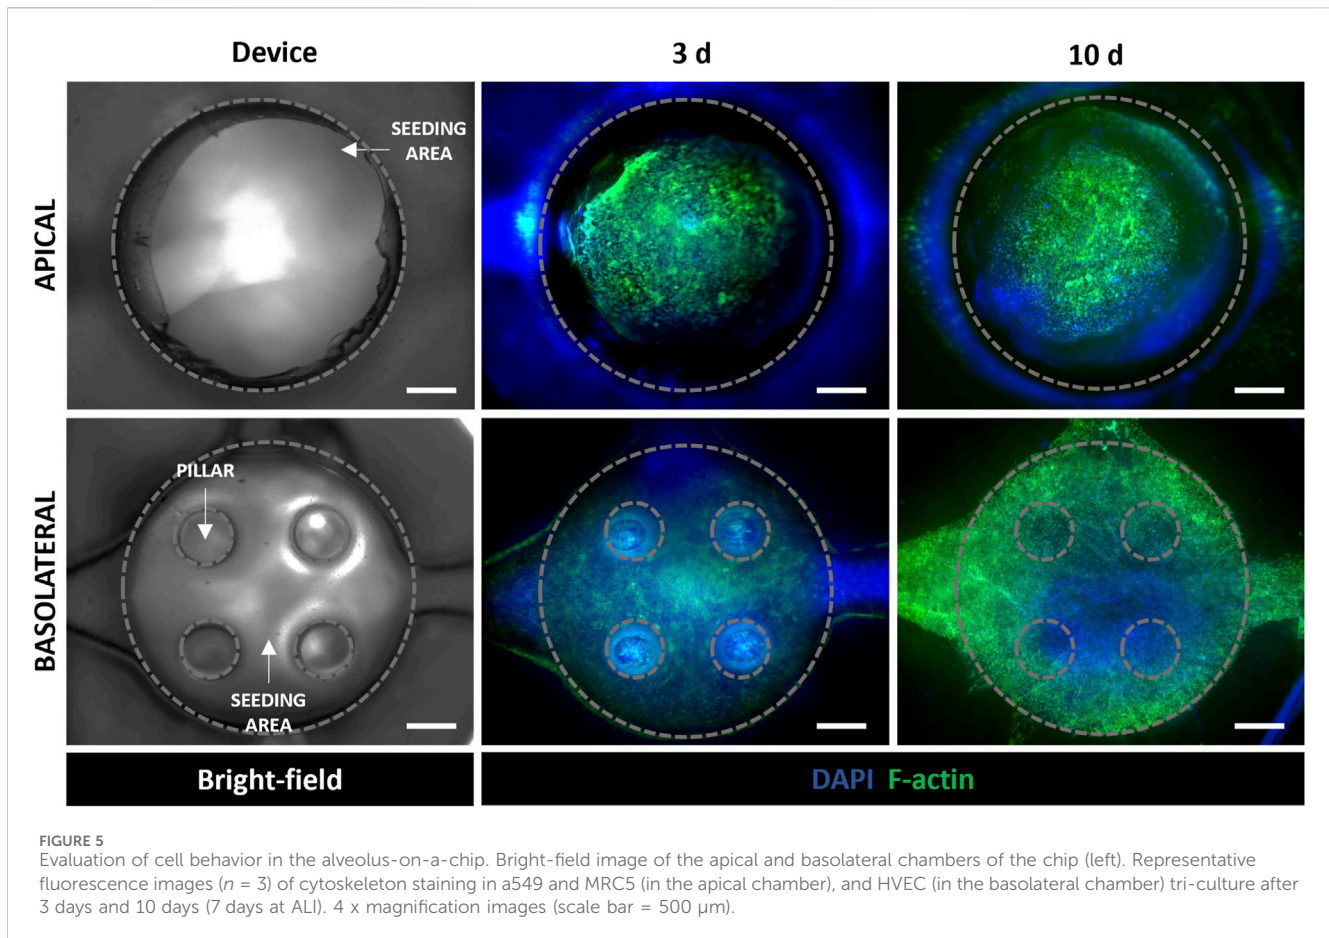 Device
3 d
10 d
APICAL
SEEDING
AREA
BASOLATERAL
PILLAR
SEEDING
AREA
Bright-field
DAPI F-actin
FIGURE 5
Evaluation of cell behavior in the alveolus-on-a-chip. Bright-field image of the apical and basolateral chambers of the chip (left). Representative
fluorescence images (n = 3) of cytoskeleton staining in a549 and MRC5 (in the apical chamber), and HVEC (in the basolateral chamber) tri-culture after
3 days and 10 days (7 days at ALI). 4 x magnification images (scale bar = 500 μm).